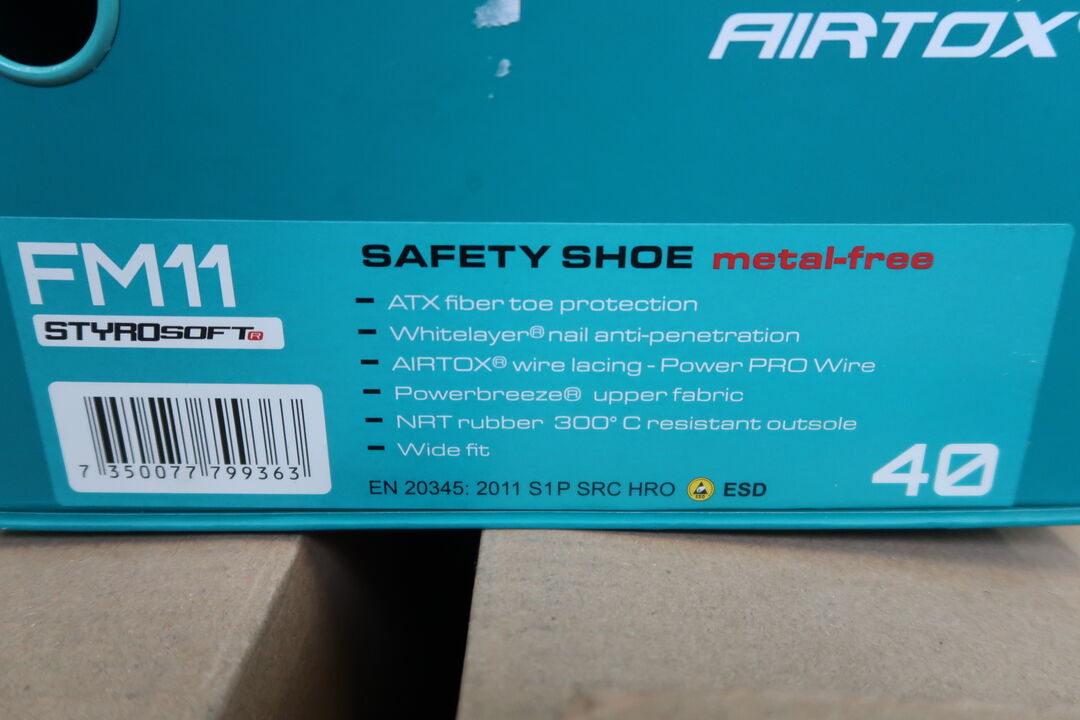 AIRTOX
FM11
STYROSOFT®
7 350077 799363
SAFETY SHOE metal-free
- ATX fiber toe protection
- Whitelayer® nail anti-penetration
- AIRTOX® wire lacing - Power PRO Wire
- Powerbreeze® upper fabric
- NRT rubber 300° C resistant outsole
- Wide fit
EN 20345: 2011 S1P SRC HRO ESD ESD
40